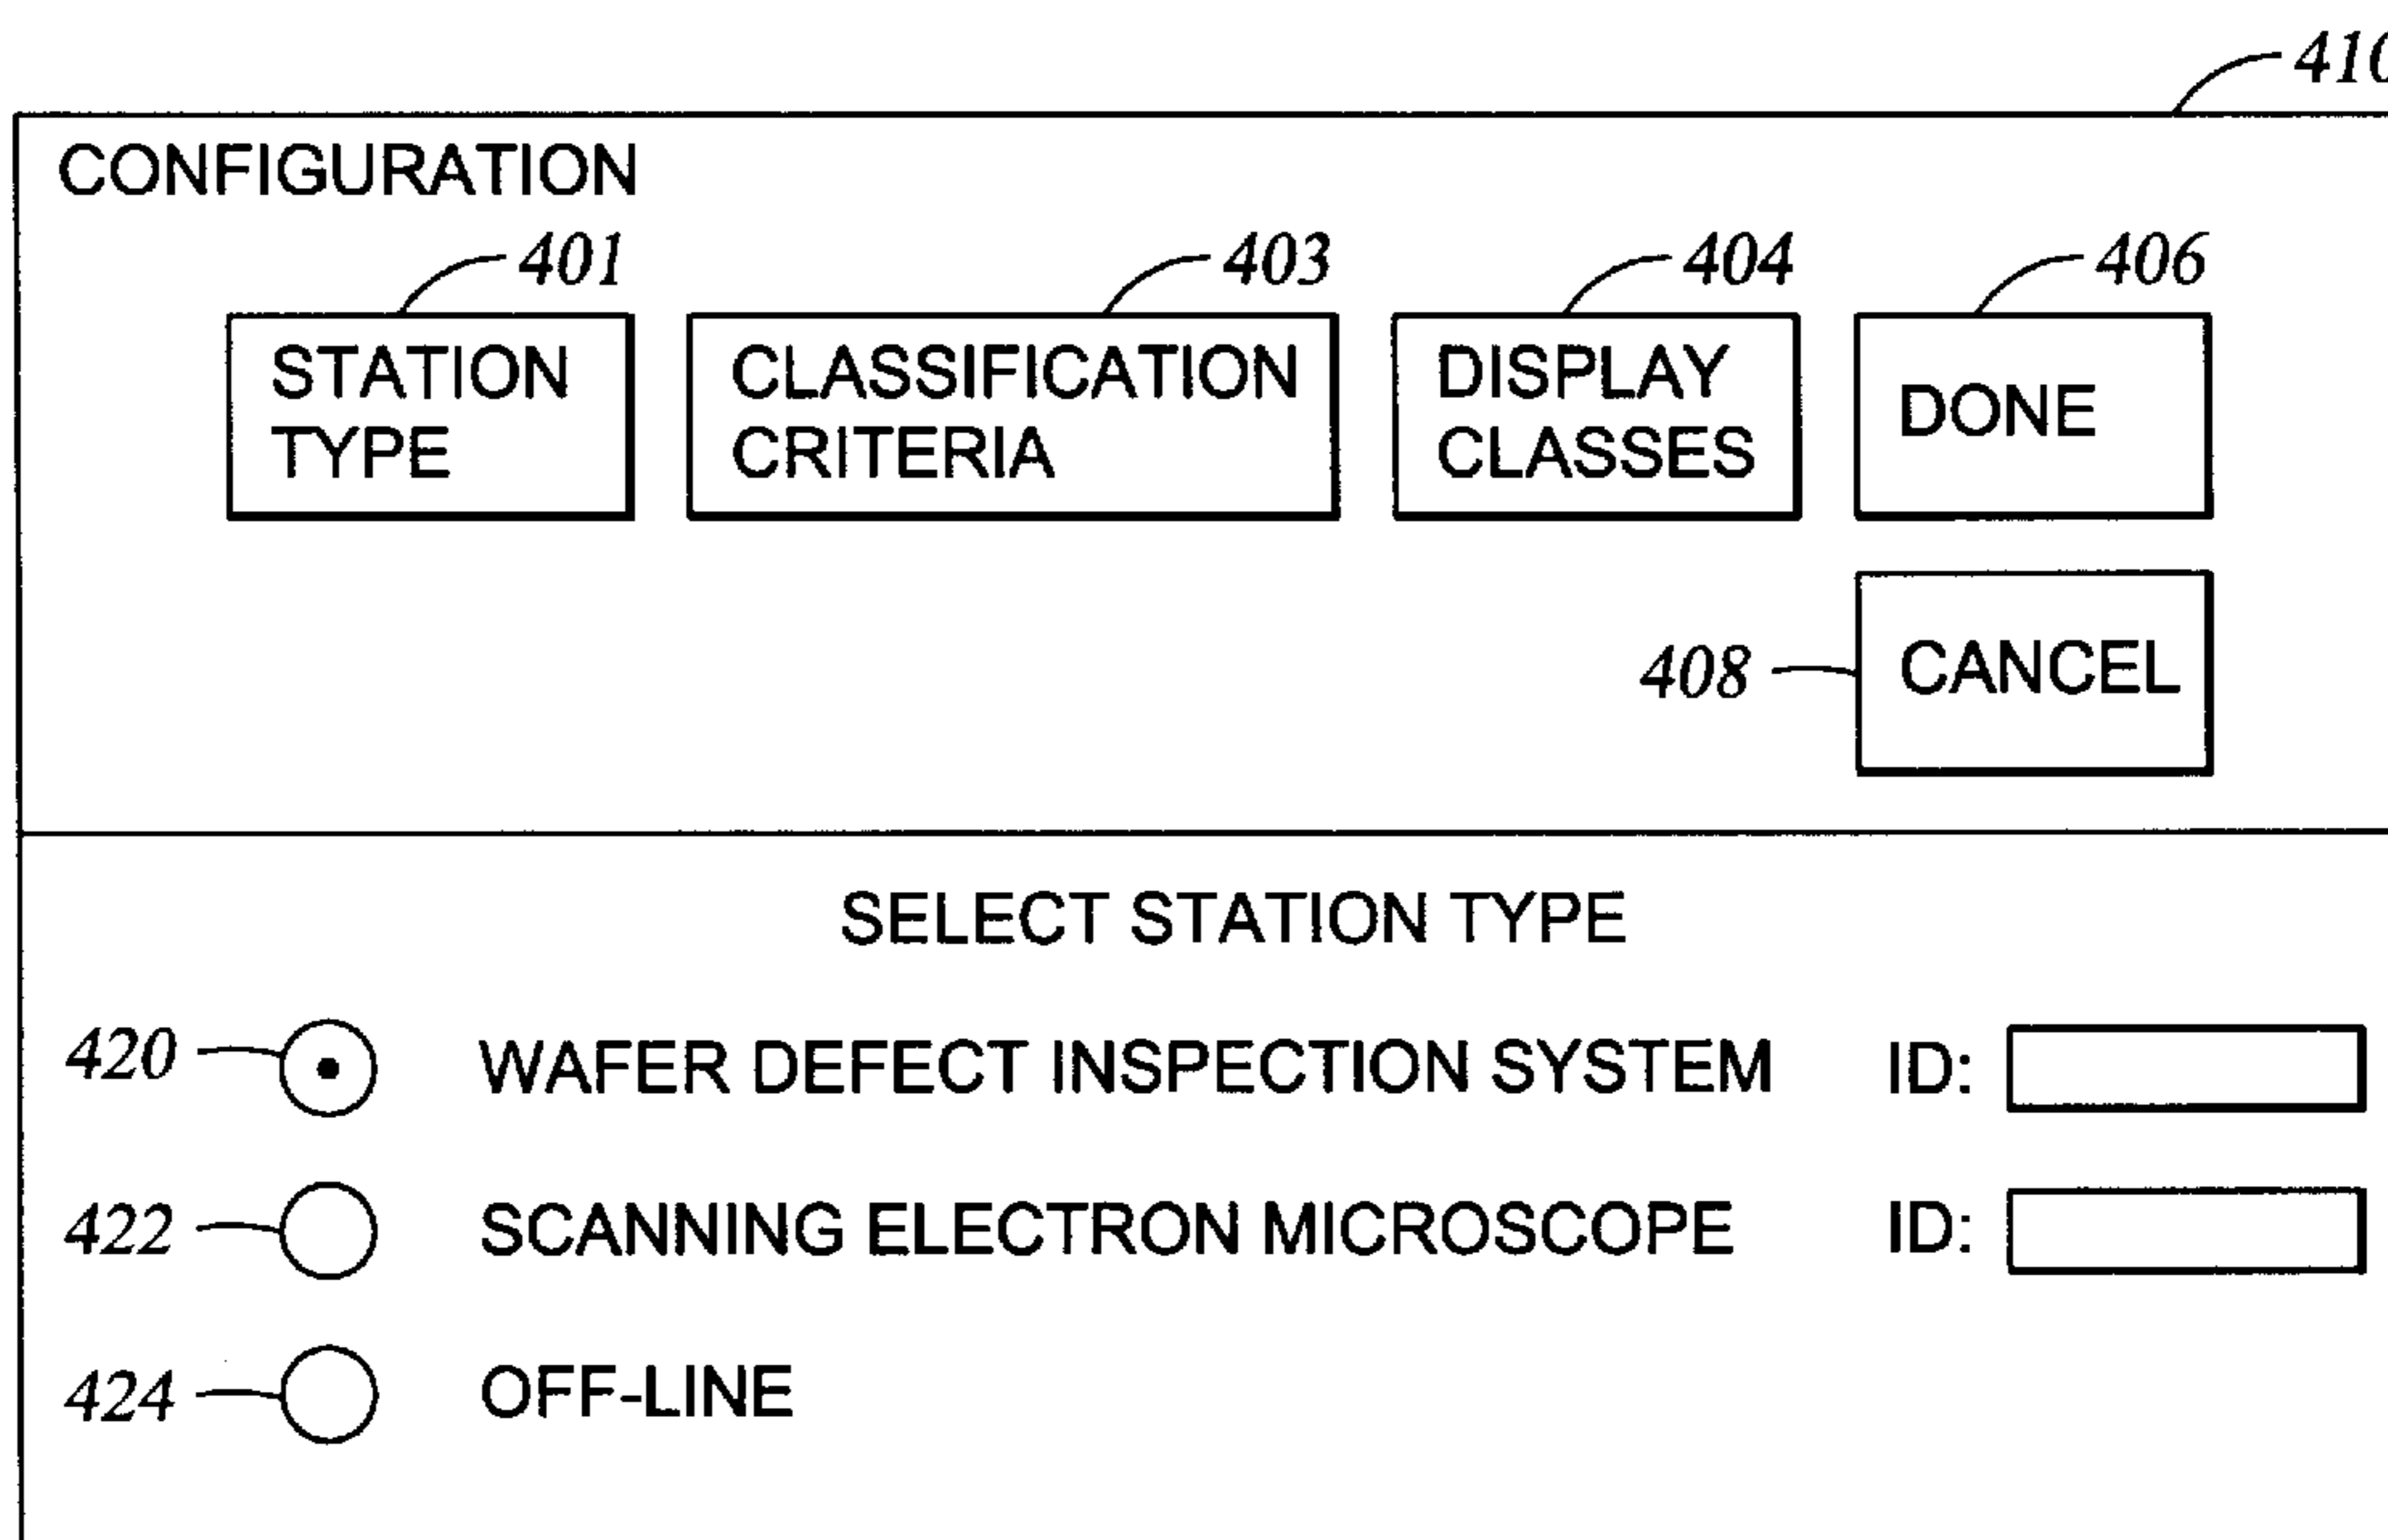 410
CONFIGURATION
401 403 404 406
STATION TYPE
CLASSIFICATION CRITERIA
DISPLAY CLASSES
DONE
408 CANCEL
SELECT STATION TYPE
420 WAFER DEFECT INSPECTION SYSTEM ID:
422 SCANNING ELECTRON MICROSCOPE ID:
424 OFF-LINE